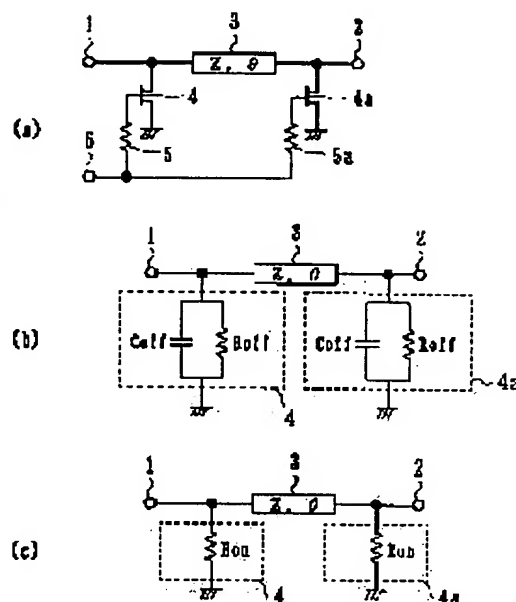 1 3 2
Z, θ
4 4a
(a)
6 5 5a
1 3 2
Z, θ
(b)
Coff Roff Coff Roff
4 4a
1 3 2
Z, θ
(c)
Ron Ron
4 4a